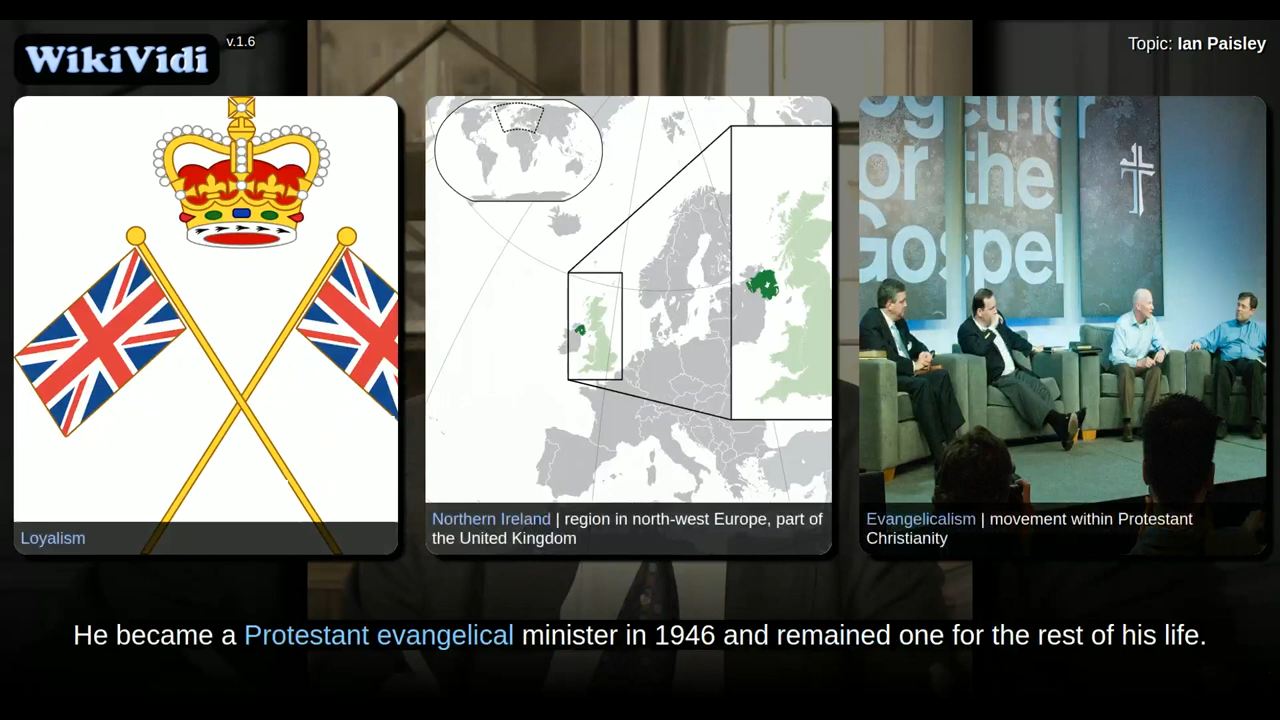 WikiVidi
v.1.6
Topic: Ian Paisley
ogether
or the
Gospel
Loyalism
Northern Ireland | region in north-west Europe, part of
the United Kingdom
Evangelicalism | movement within Protestant
Christianity
He became a Protestant evangelical minister in 1946 and remained one for the rest of his life.